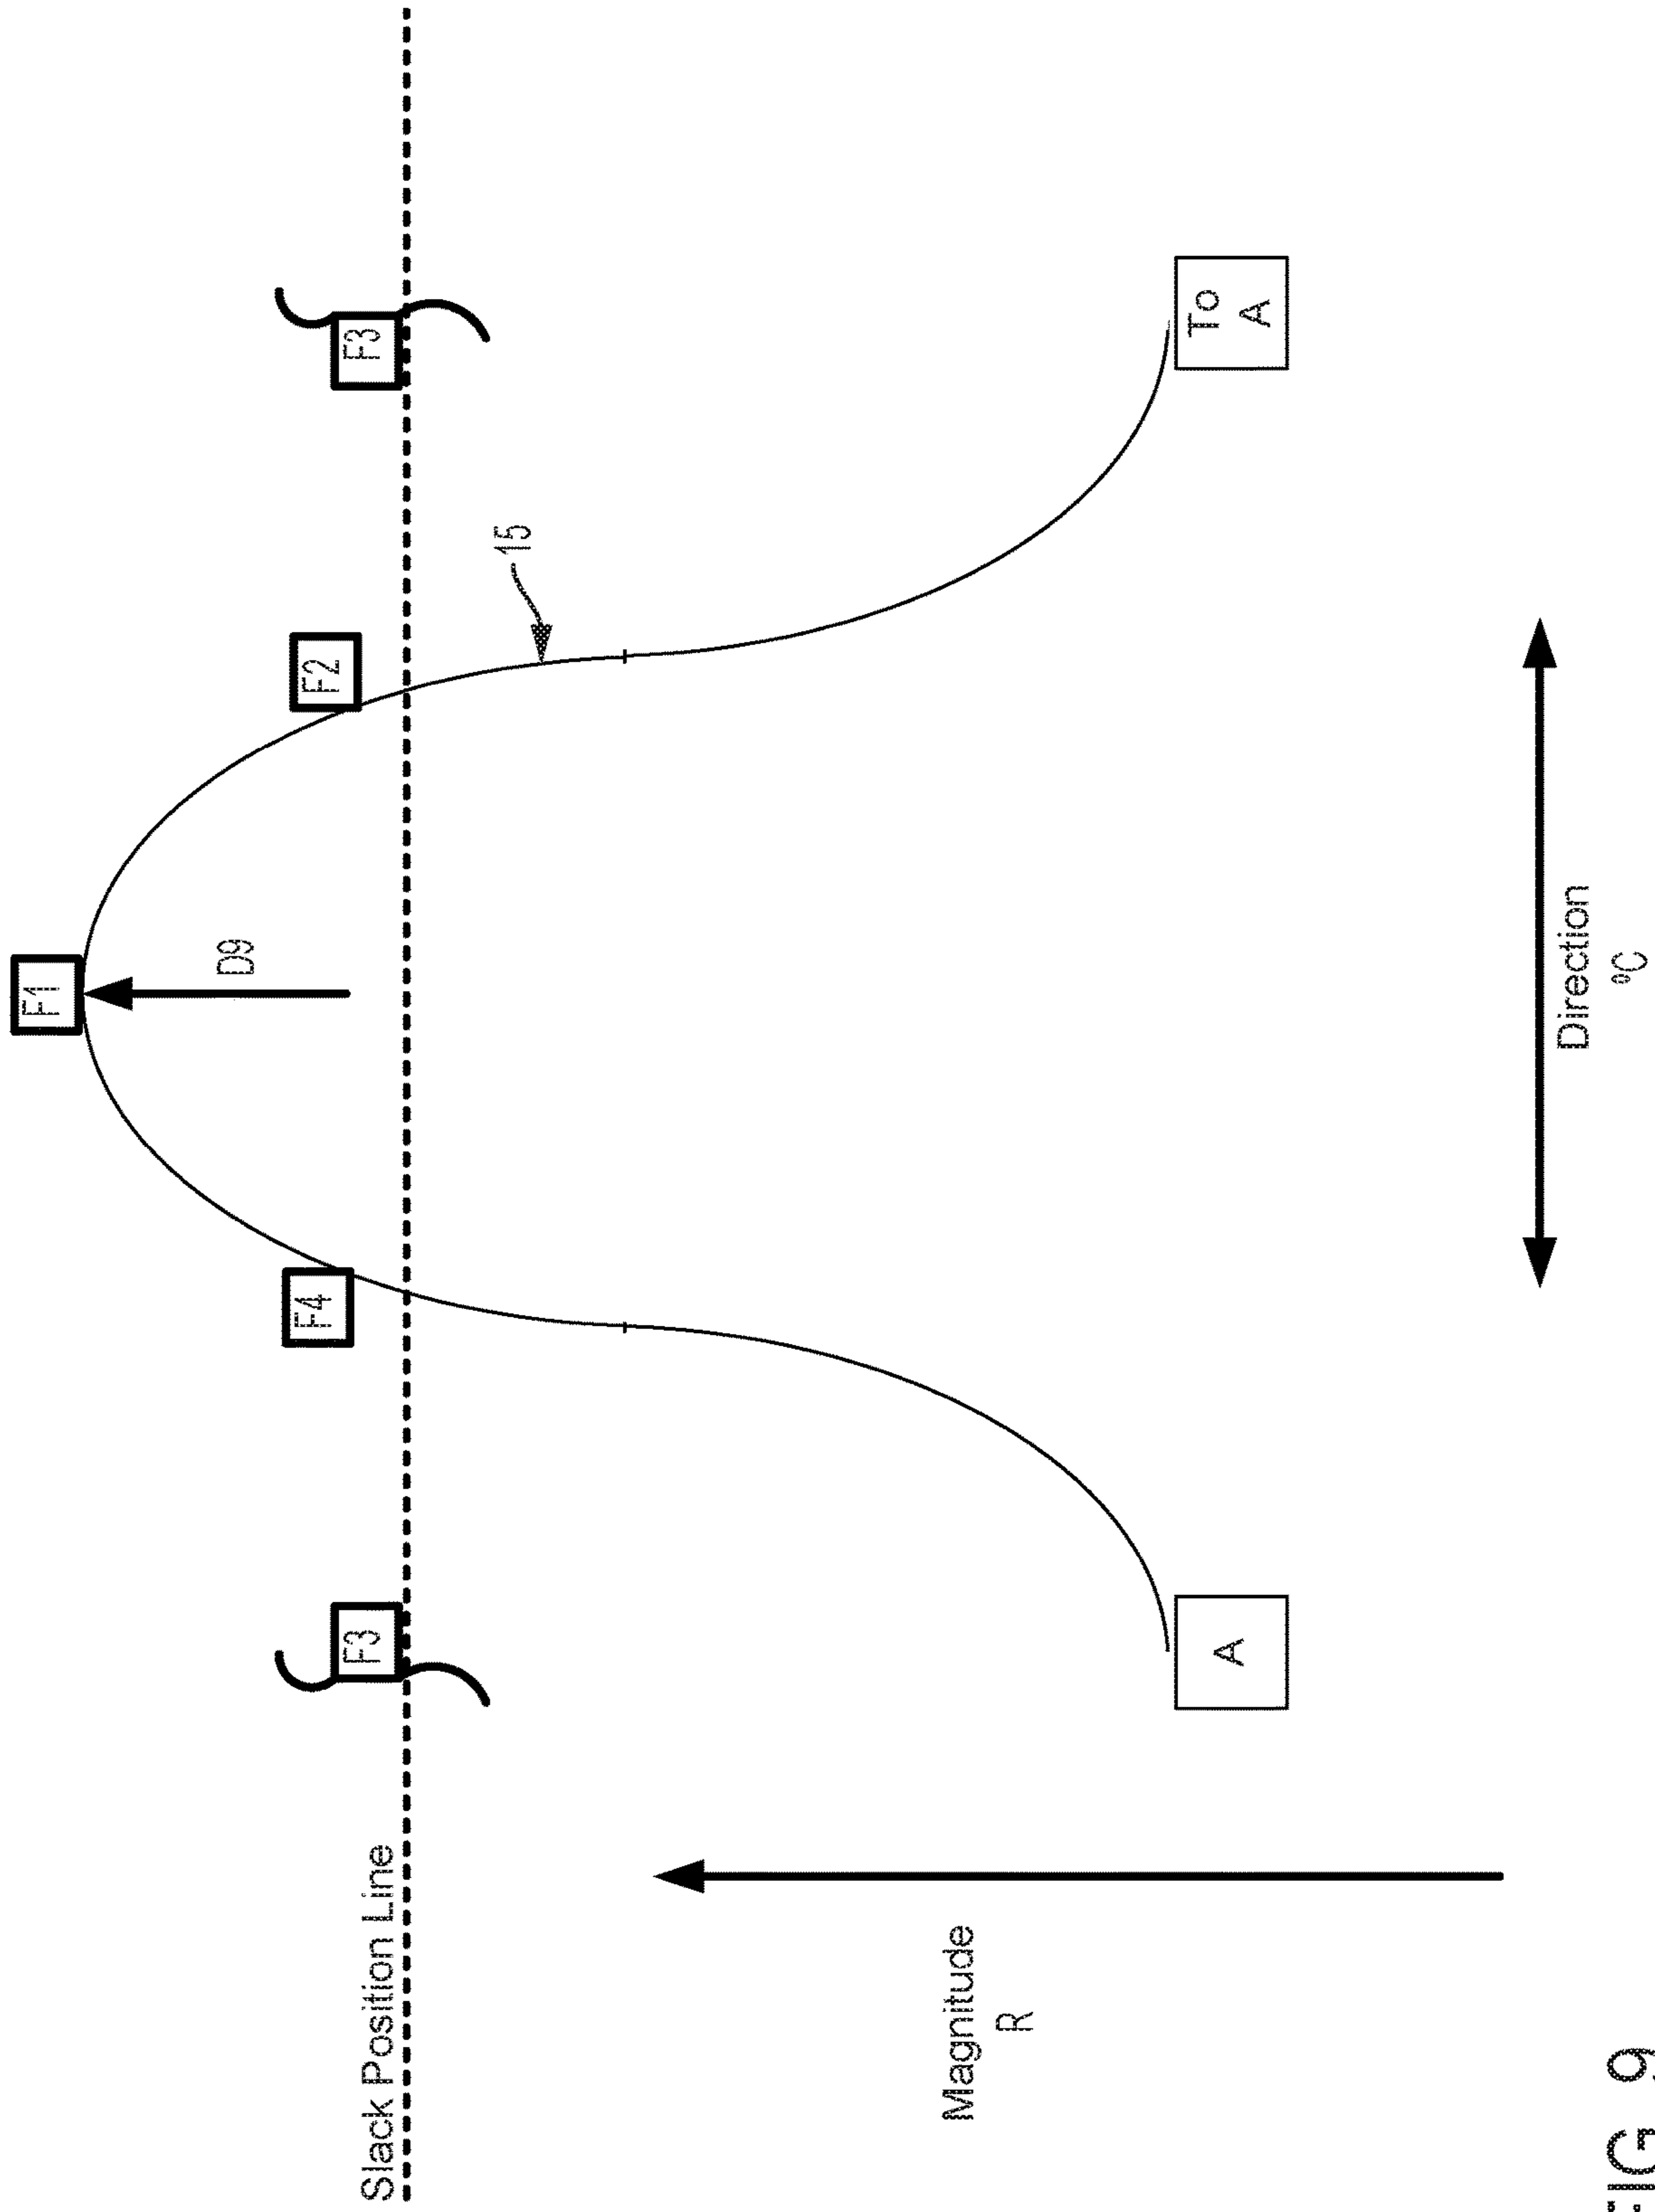 F1
D9
F4
F2
F3
F3
Slack Position Line
15
Magnitude
R
A
To
A
Direction
°C
FIG. 9